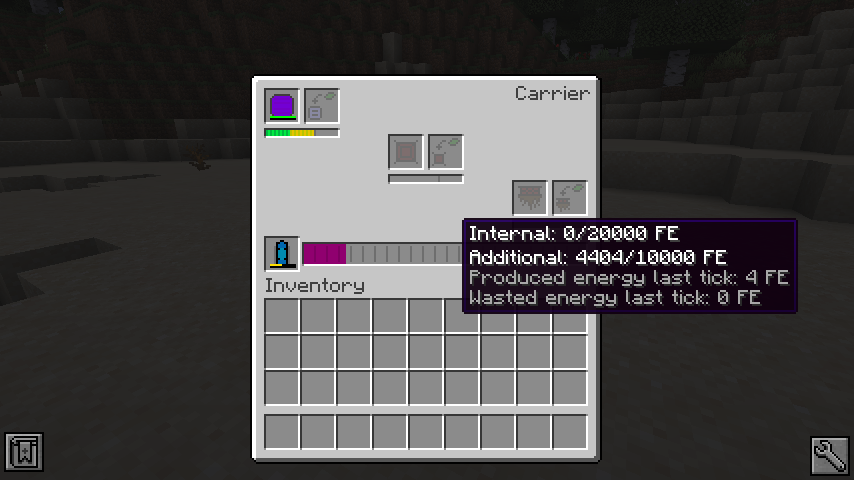 Carrier
Internal: 0/20000 FE
Additional: 4404/10000 FE
Produced energy last tick: 4 FE
Wasted energy last tick: 0 FE
Inventory